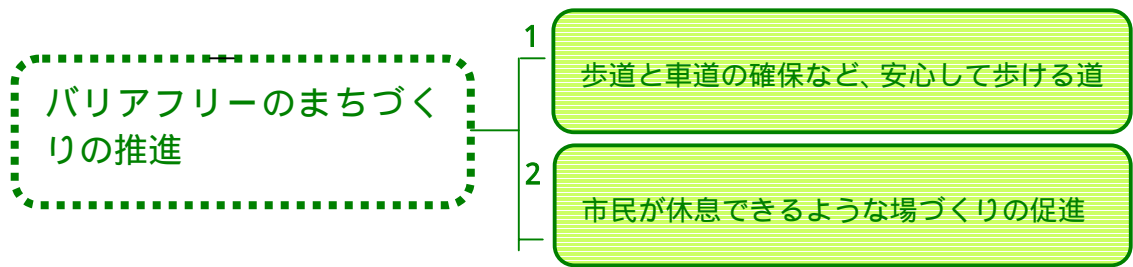 バリアフリーのまちづく
りの推進
1
歩道と車道の確保など、安心して歩ける道
2
市民が休息できるような場づくりの促進